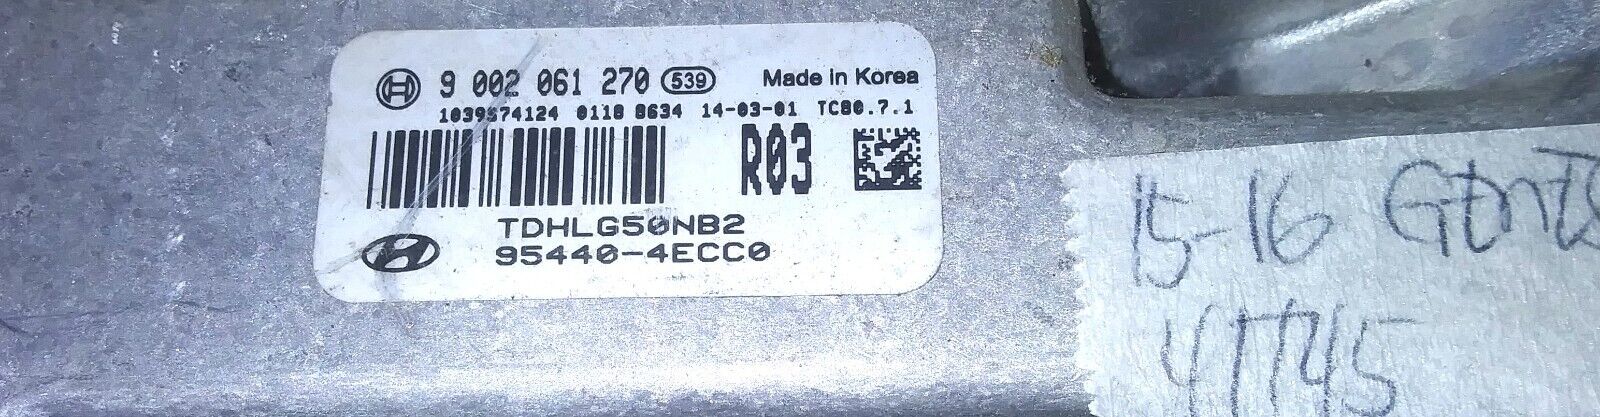 9 002 061 270 539 Made in Korea
1039S74124 0118 8634 14-03-01 TC80.7.1
R03
TDHLG50NB2
95440-4ECC0
15-16